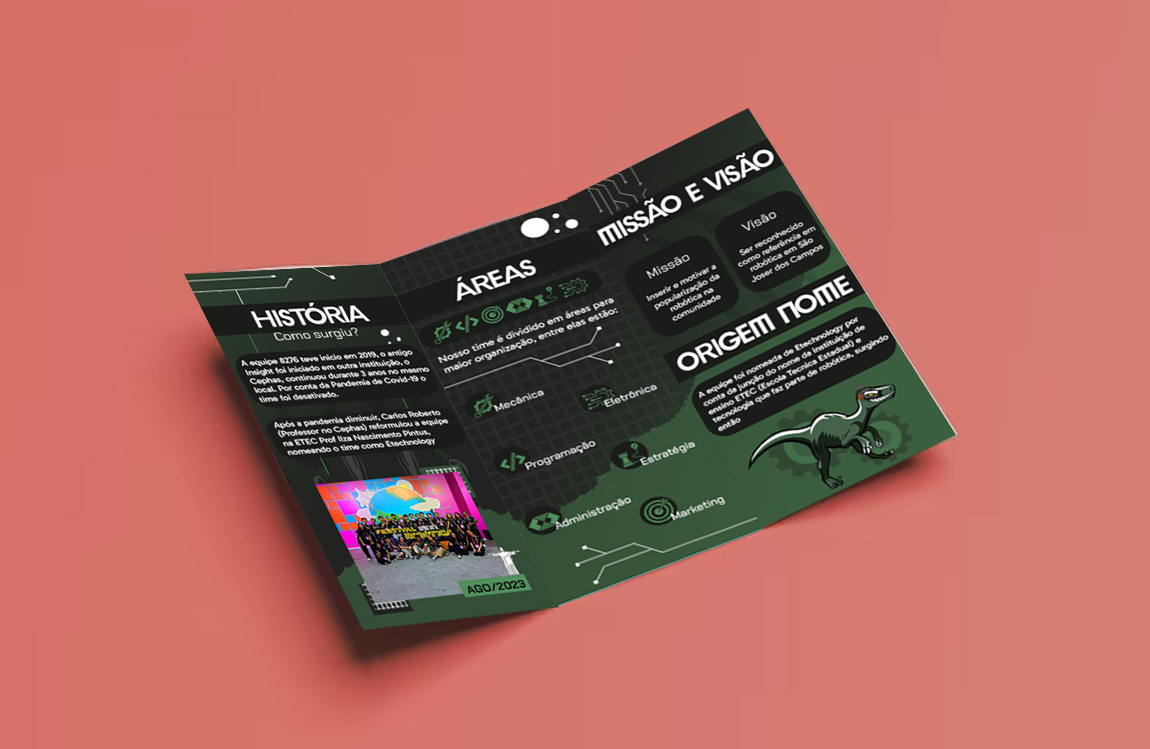 HISTÓRIA
Como surgiu?
A equipe 8276 teve inicio em 2019, o antigo
Insight foi iniciado em outra instituição, o
Cephas, continuou durante 3 anos no mesmo
local. Por conta da Pandemia de Covid-19 o
time foi desativado.
Após a pandemia diminuir, Carlos Roberto
(Professor no Cephas) reformulou a equipe
na ETEC Prof Ilza Nascimento Pintus,
nomeando o time como Etechnology
AGO/2023
ÁREAS
</>
Nosso time é dividido em áreas para
maior organização, entre elas estão:
Mecânica
Eletrônica
</> Programação
Estratégia
Administração
Marketing
MISSÃO E VISÃO
Missão
Inserir e motivar a
popularização da
robótica na
comunidade
Visão
Ser reconhecido
como referência em
robótica em São
Joser dos Campos
ORIGEM NOME
A equipe foi nomeada de Etechnology por
conta da junção do nome da instituição de
ensino ETEC (Escola Tecnica Estadual) e
tecnologia que faz parte de robótica, surgindo
então